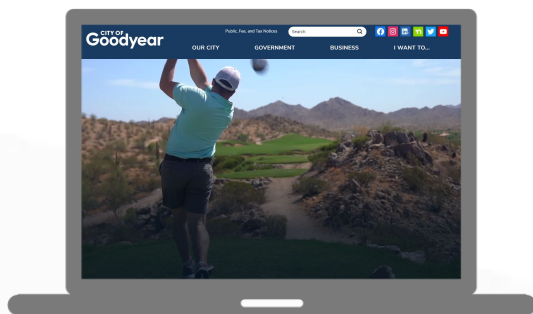 CITY OF
Goodyear
Public, Fee, and Tax Notices
Search
OUR CITY
GOVERNMENT
BUSINESS
I WANT TO...